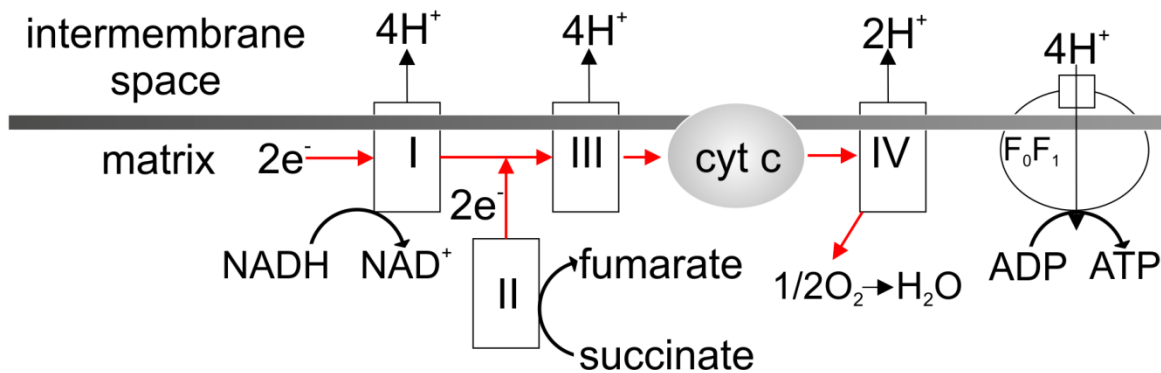 intermembrane
space
4H⁺
4H⁺
2H⁺
4H⁺
matrix
2e⁻
I
III
cyt c
IV
F₀F₁
2e⁻
NADH
NAD⁺
II
fumarate
succinate
1/2O₂→H₂O
ADP
ATP